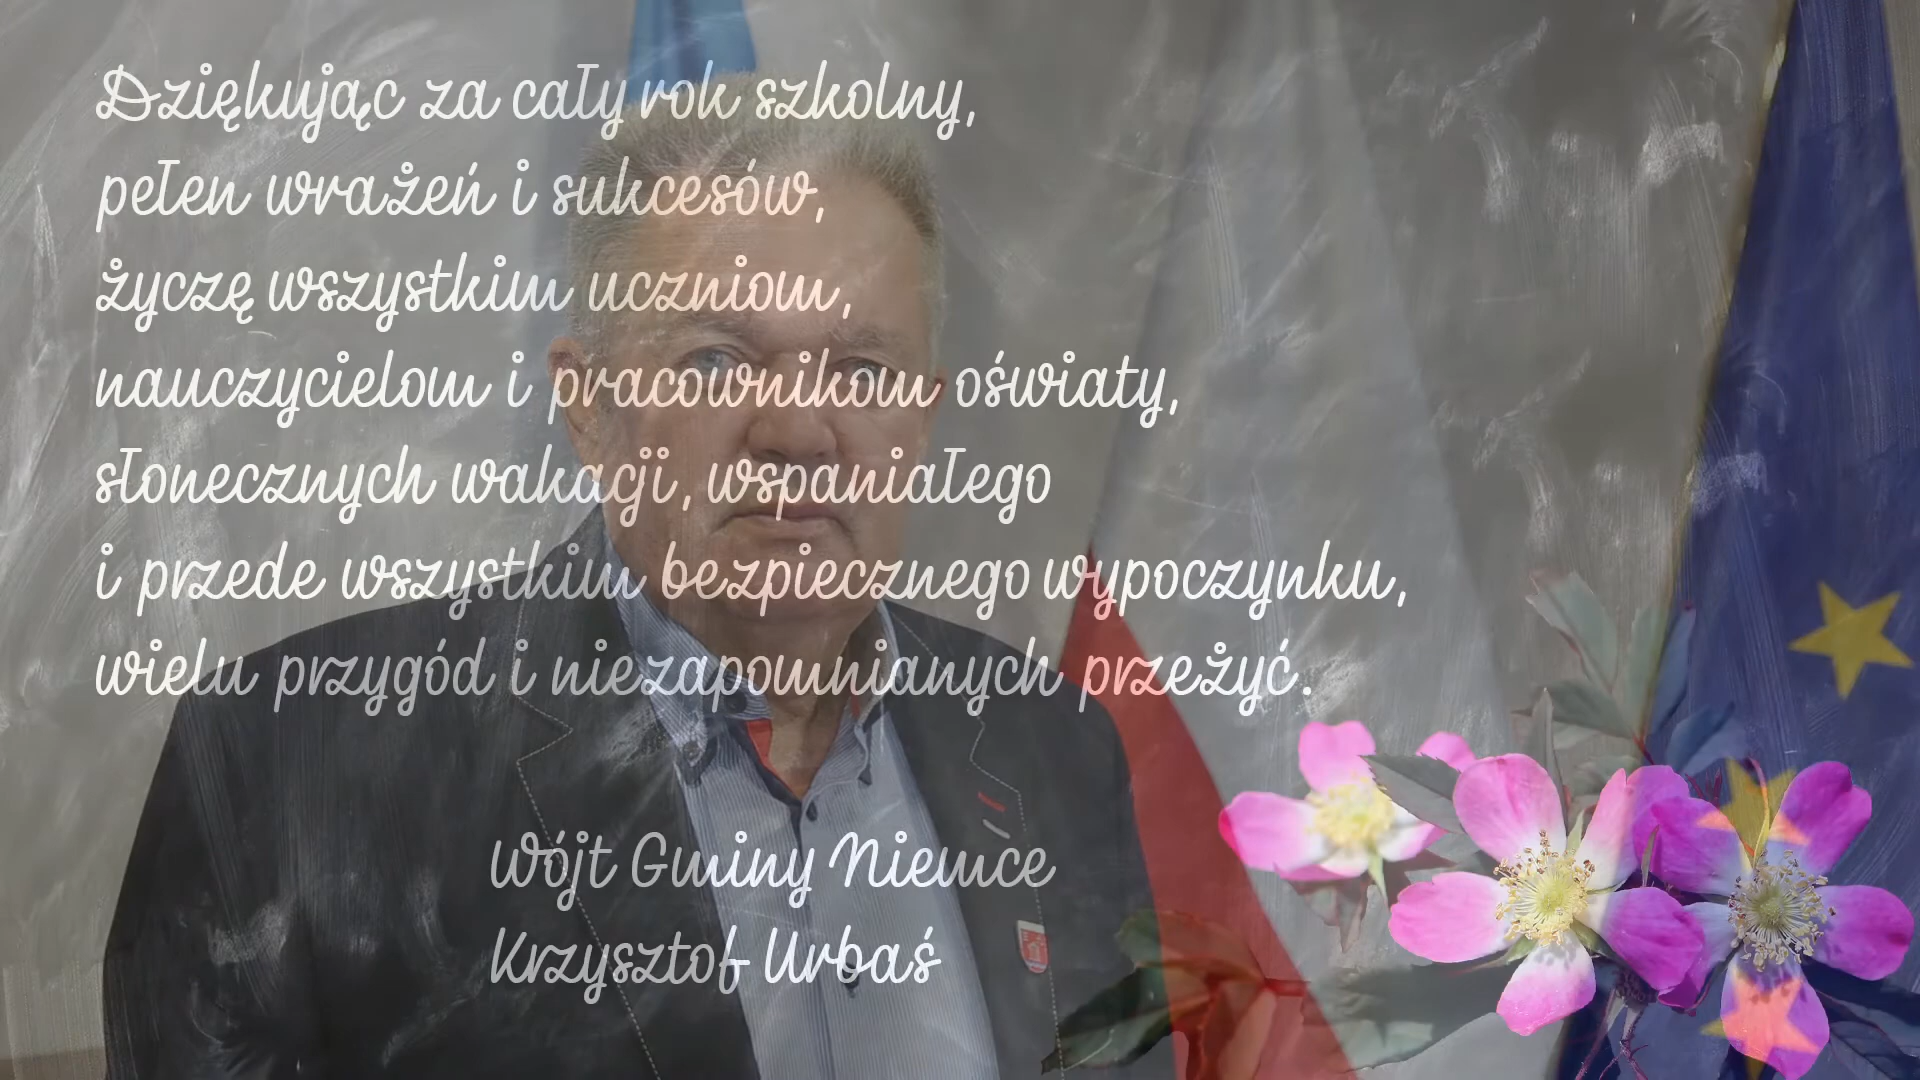 Dziękując za cały rok szkolny,
pełen wrażeń i sukcesów,
życzę wszystkim uczniom,
nauczycielom i pracownikom oświaty,
słonecznych wakacji, wspaniałego
i przede wszystkim bezpiecznego wypoczynku,
wielu przygód i niezapomnianych przeżyć.
Wójt Gminy Niemce
Krzysztof Urbaś